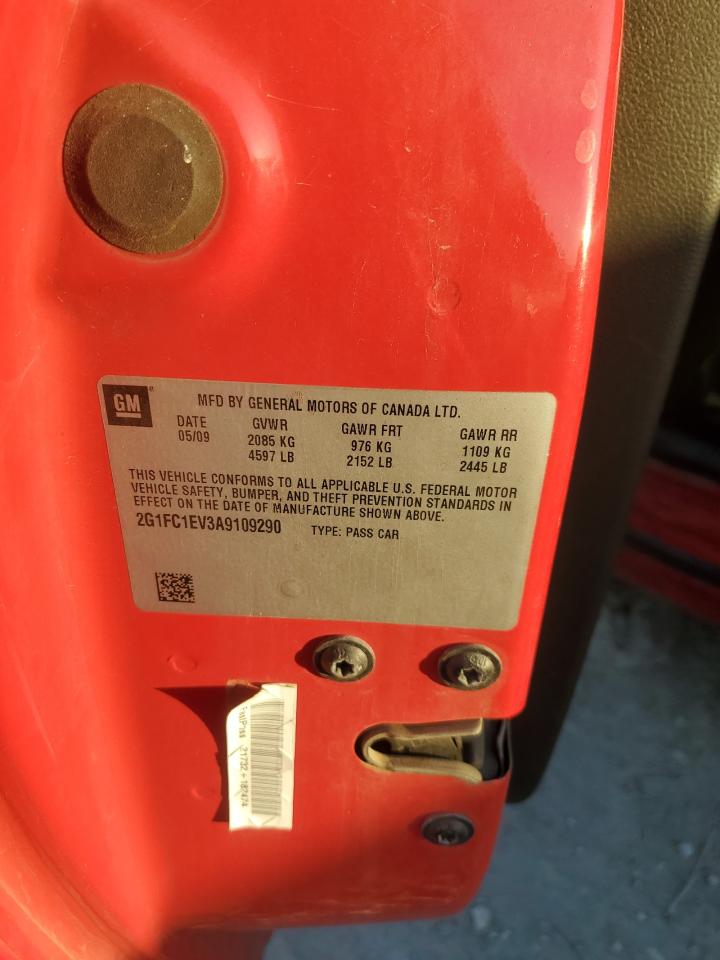 GM
MFD BY GENERAL MOTORS OF CANADA LTD.
DATE GVWR GAWR FRT GAWR RR
05/09 2085 KG 976 KG 1109 KG
4597 LB 2152 LB 2445 LB
THIS VEHICLE CONFORMS TO ALL APPLICABLE U.S. FEDERAL MOTOR
VEHICLE SAFETY, BUMPER, AND THEFT PREVENTION STANDARDS IN
EFFECT ON THE DATE OF MANUFACTURE SHOWN ABOVE.
2G1FC1EV3A9109290 TYPE: PASS CAR
21732+182474